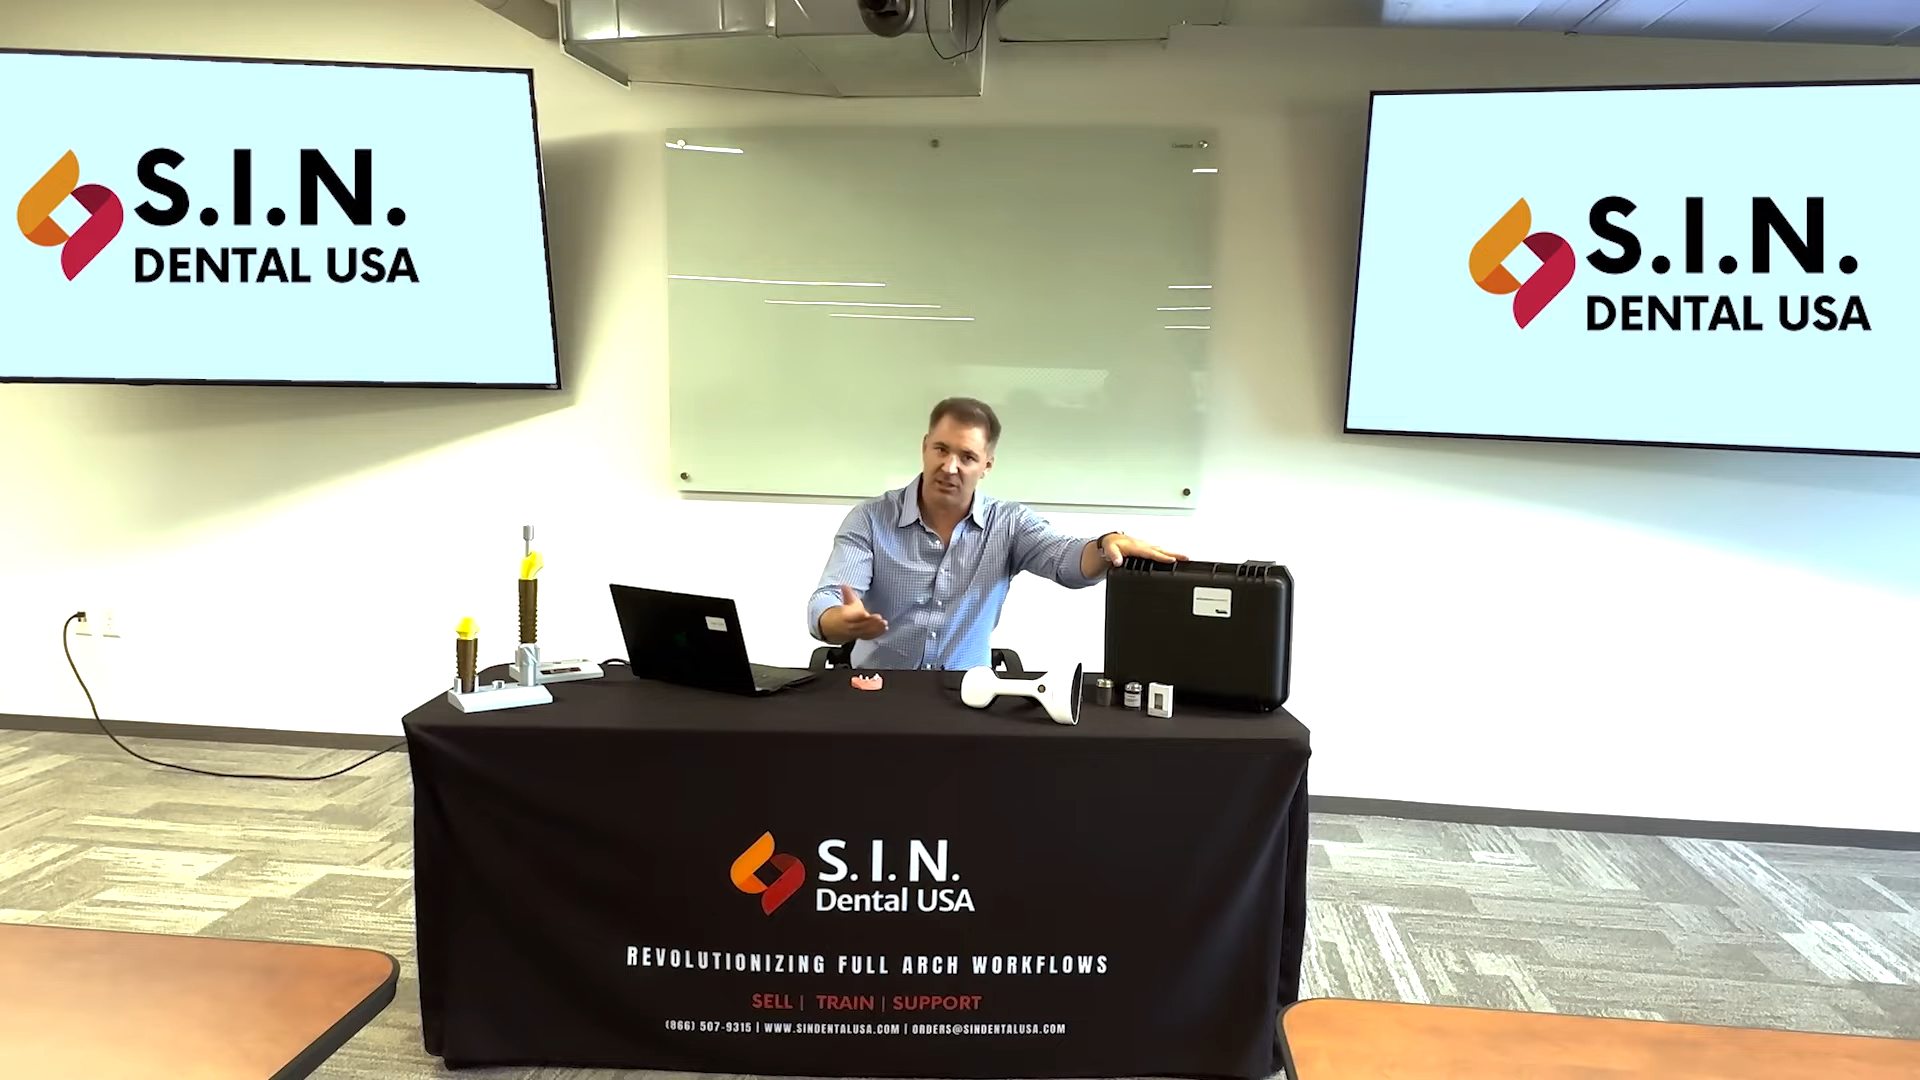 S.I.N.
DENTAL USA
S.I.N.
DENTAL USA
S.I.N.
Dental USA
REVOLUTIONIZING FULL ARCH WORKFLOWS
SELL | TRAIN | SUPPORT
(866) 507-9315 | WWW.SINDENTALUSA.COM | ORDERS@SINDENTALUSA.COM